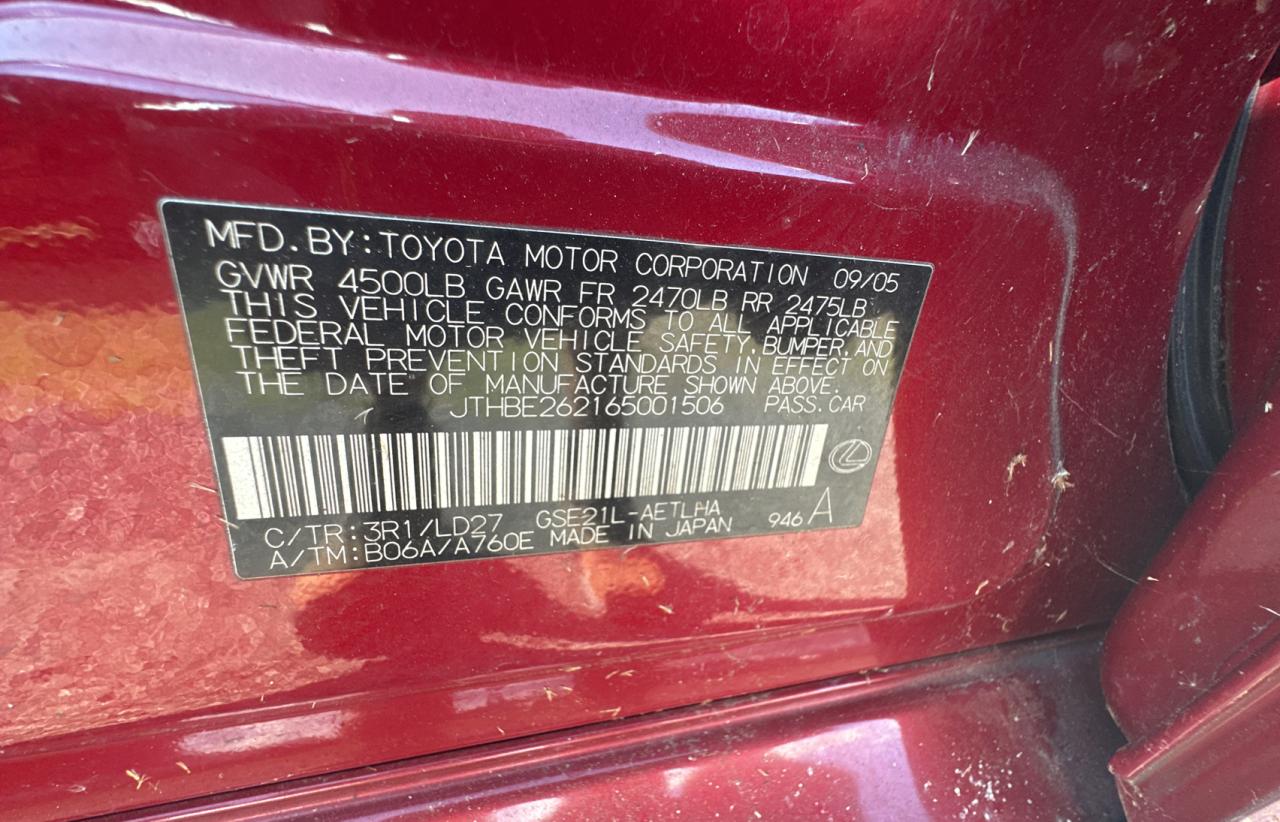 MFD.BY:TOYOTA MOTOR CORPORATION 09/05
GVWR 4500LB GAWR FR 2470LB RR 2475LB
THIS VEHICLE CONFORMS TO ALL APPLICABLE
FEDERAL MOTOR VEHICLE SAFETY,BUMPER,AND
THEFT PREVENTION STANDARDS IN EFFECT ON
THE DATE OF MANUFACTURE SHOWN ABOVE.
JTHBE262165001506 PASS.CAR
C/TR:3R1/LD27 GSE21L-AETLHA
A/TM:B06A/A760E MADE IN JAPAN 946 A